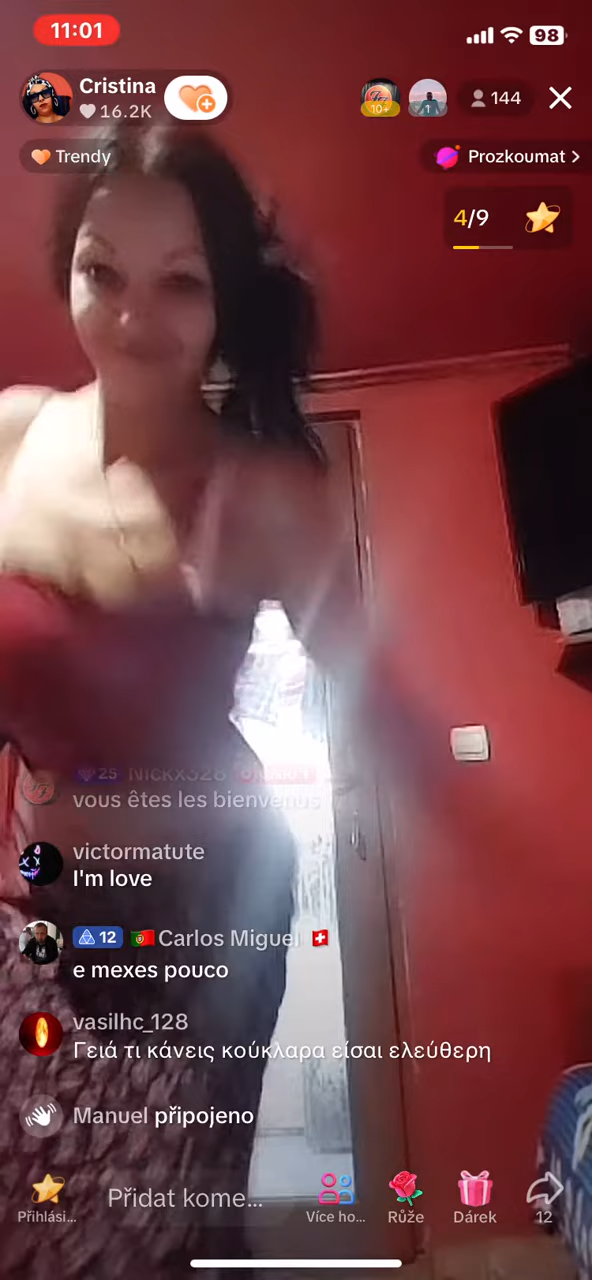 11:01
98
Cristina
16.2K
10+
1
144
Trendy
Prozkoumat
4/9
25 Nickx328
vous êtes les bienvenus
victormatute
I'm love
12 Carlos Miguel
e mexes pouco
vasilhc_128
Γειά τι κάνεις κούκλαρα είσαι ελεύθερη
Manuel připojeno
Přihlási...
Přidat kome...
Více ho...
Růže
Dárek
12